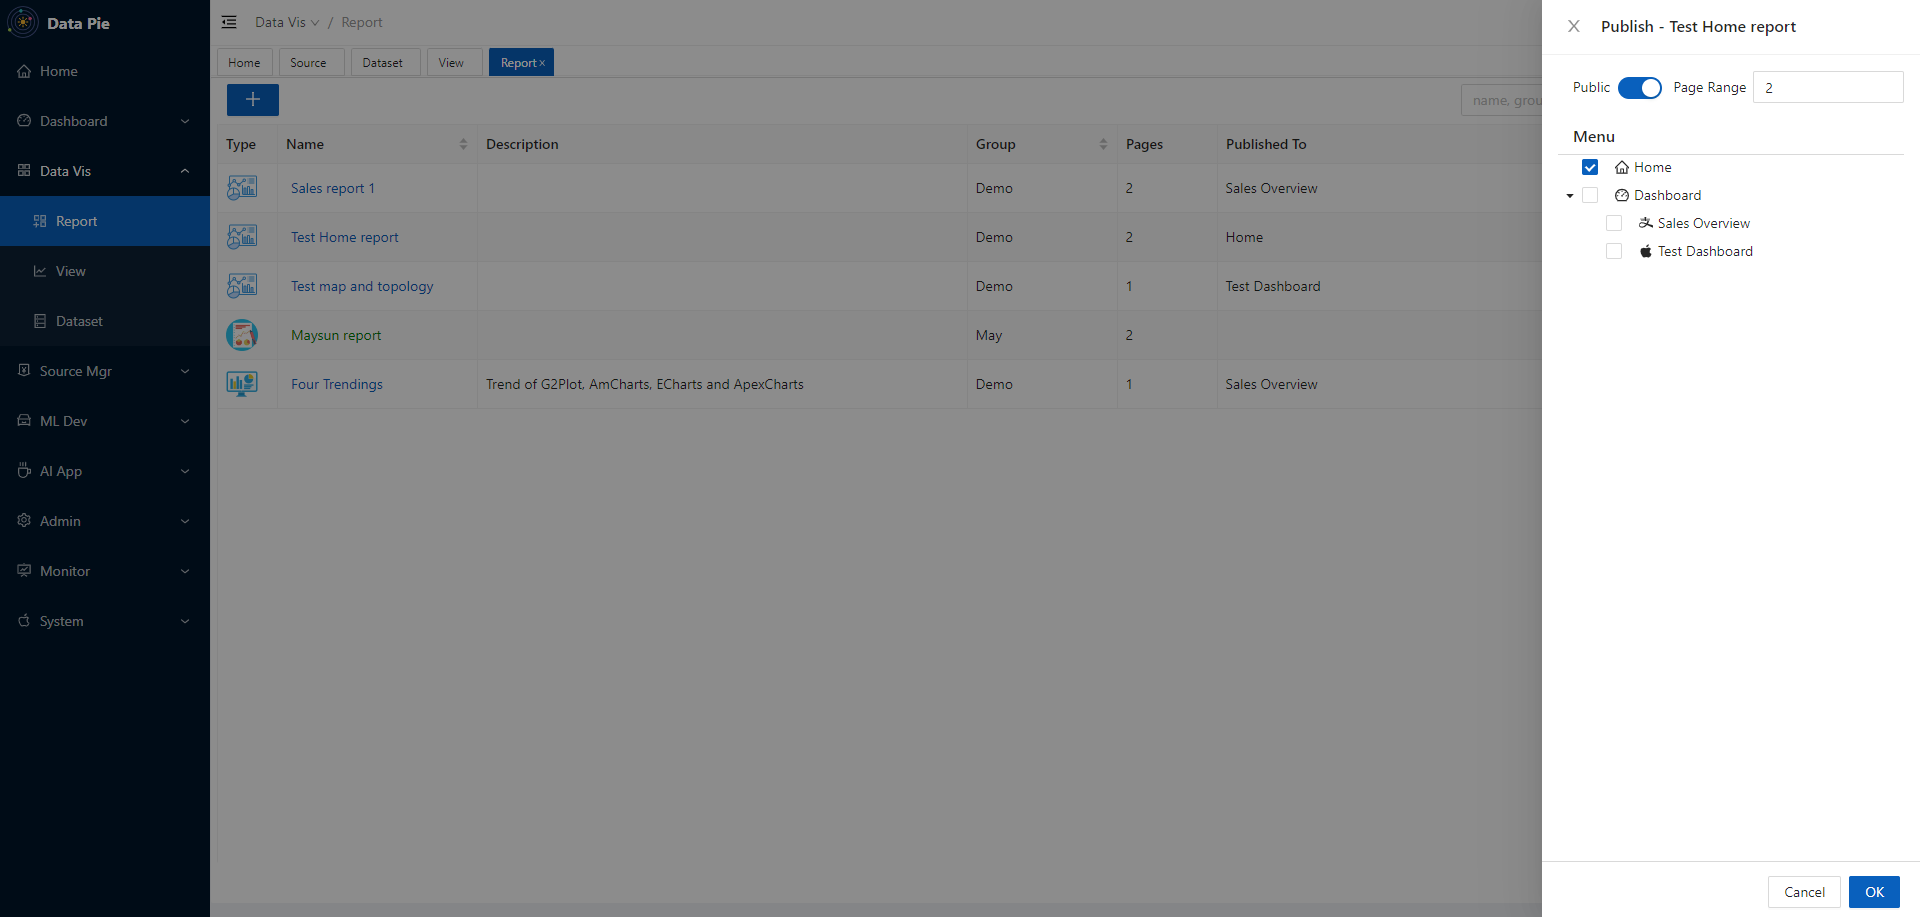 Data Pie
Home
Dashboard
Data Vis
Report
View
Dataset
Source Mgr
ML Dev
AI App
Admin
Monitor
System
Data Vis / Report
Home Source Dataset View Report ×
+ name, grou
Type Name Description Group Pages Published To
Sales report 1 Demo 2 Sales Overview
Test Home report Demo 2 Home
Test map and topology Demo 1 Test Dashboard
Maysun report May 2
Four Trendings Trend of G2Plot, AmCharts, ECharts and ApexCharts Demo 1 Sales Overview
Publish - Test Home report
Public Page Range 2
Menu
Home
Dashboard
Sales Overview
Test Dashboard
Cancel OK